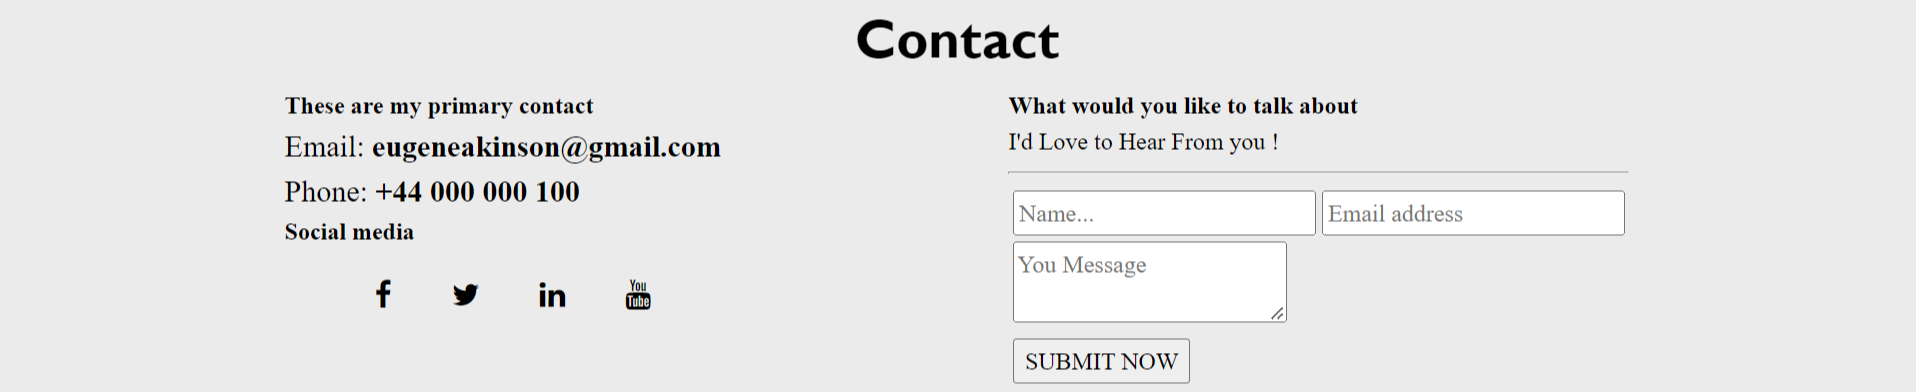 Contact
These are my primary contact
Email: eugeneakinson@gmail.com
Phone: +44 000 000 100
Social media
f in You Tube
What would you like to talk about
I'd Love to Hear From you !
Name... Email address
You Message
SUBMIT NOW